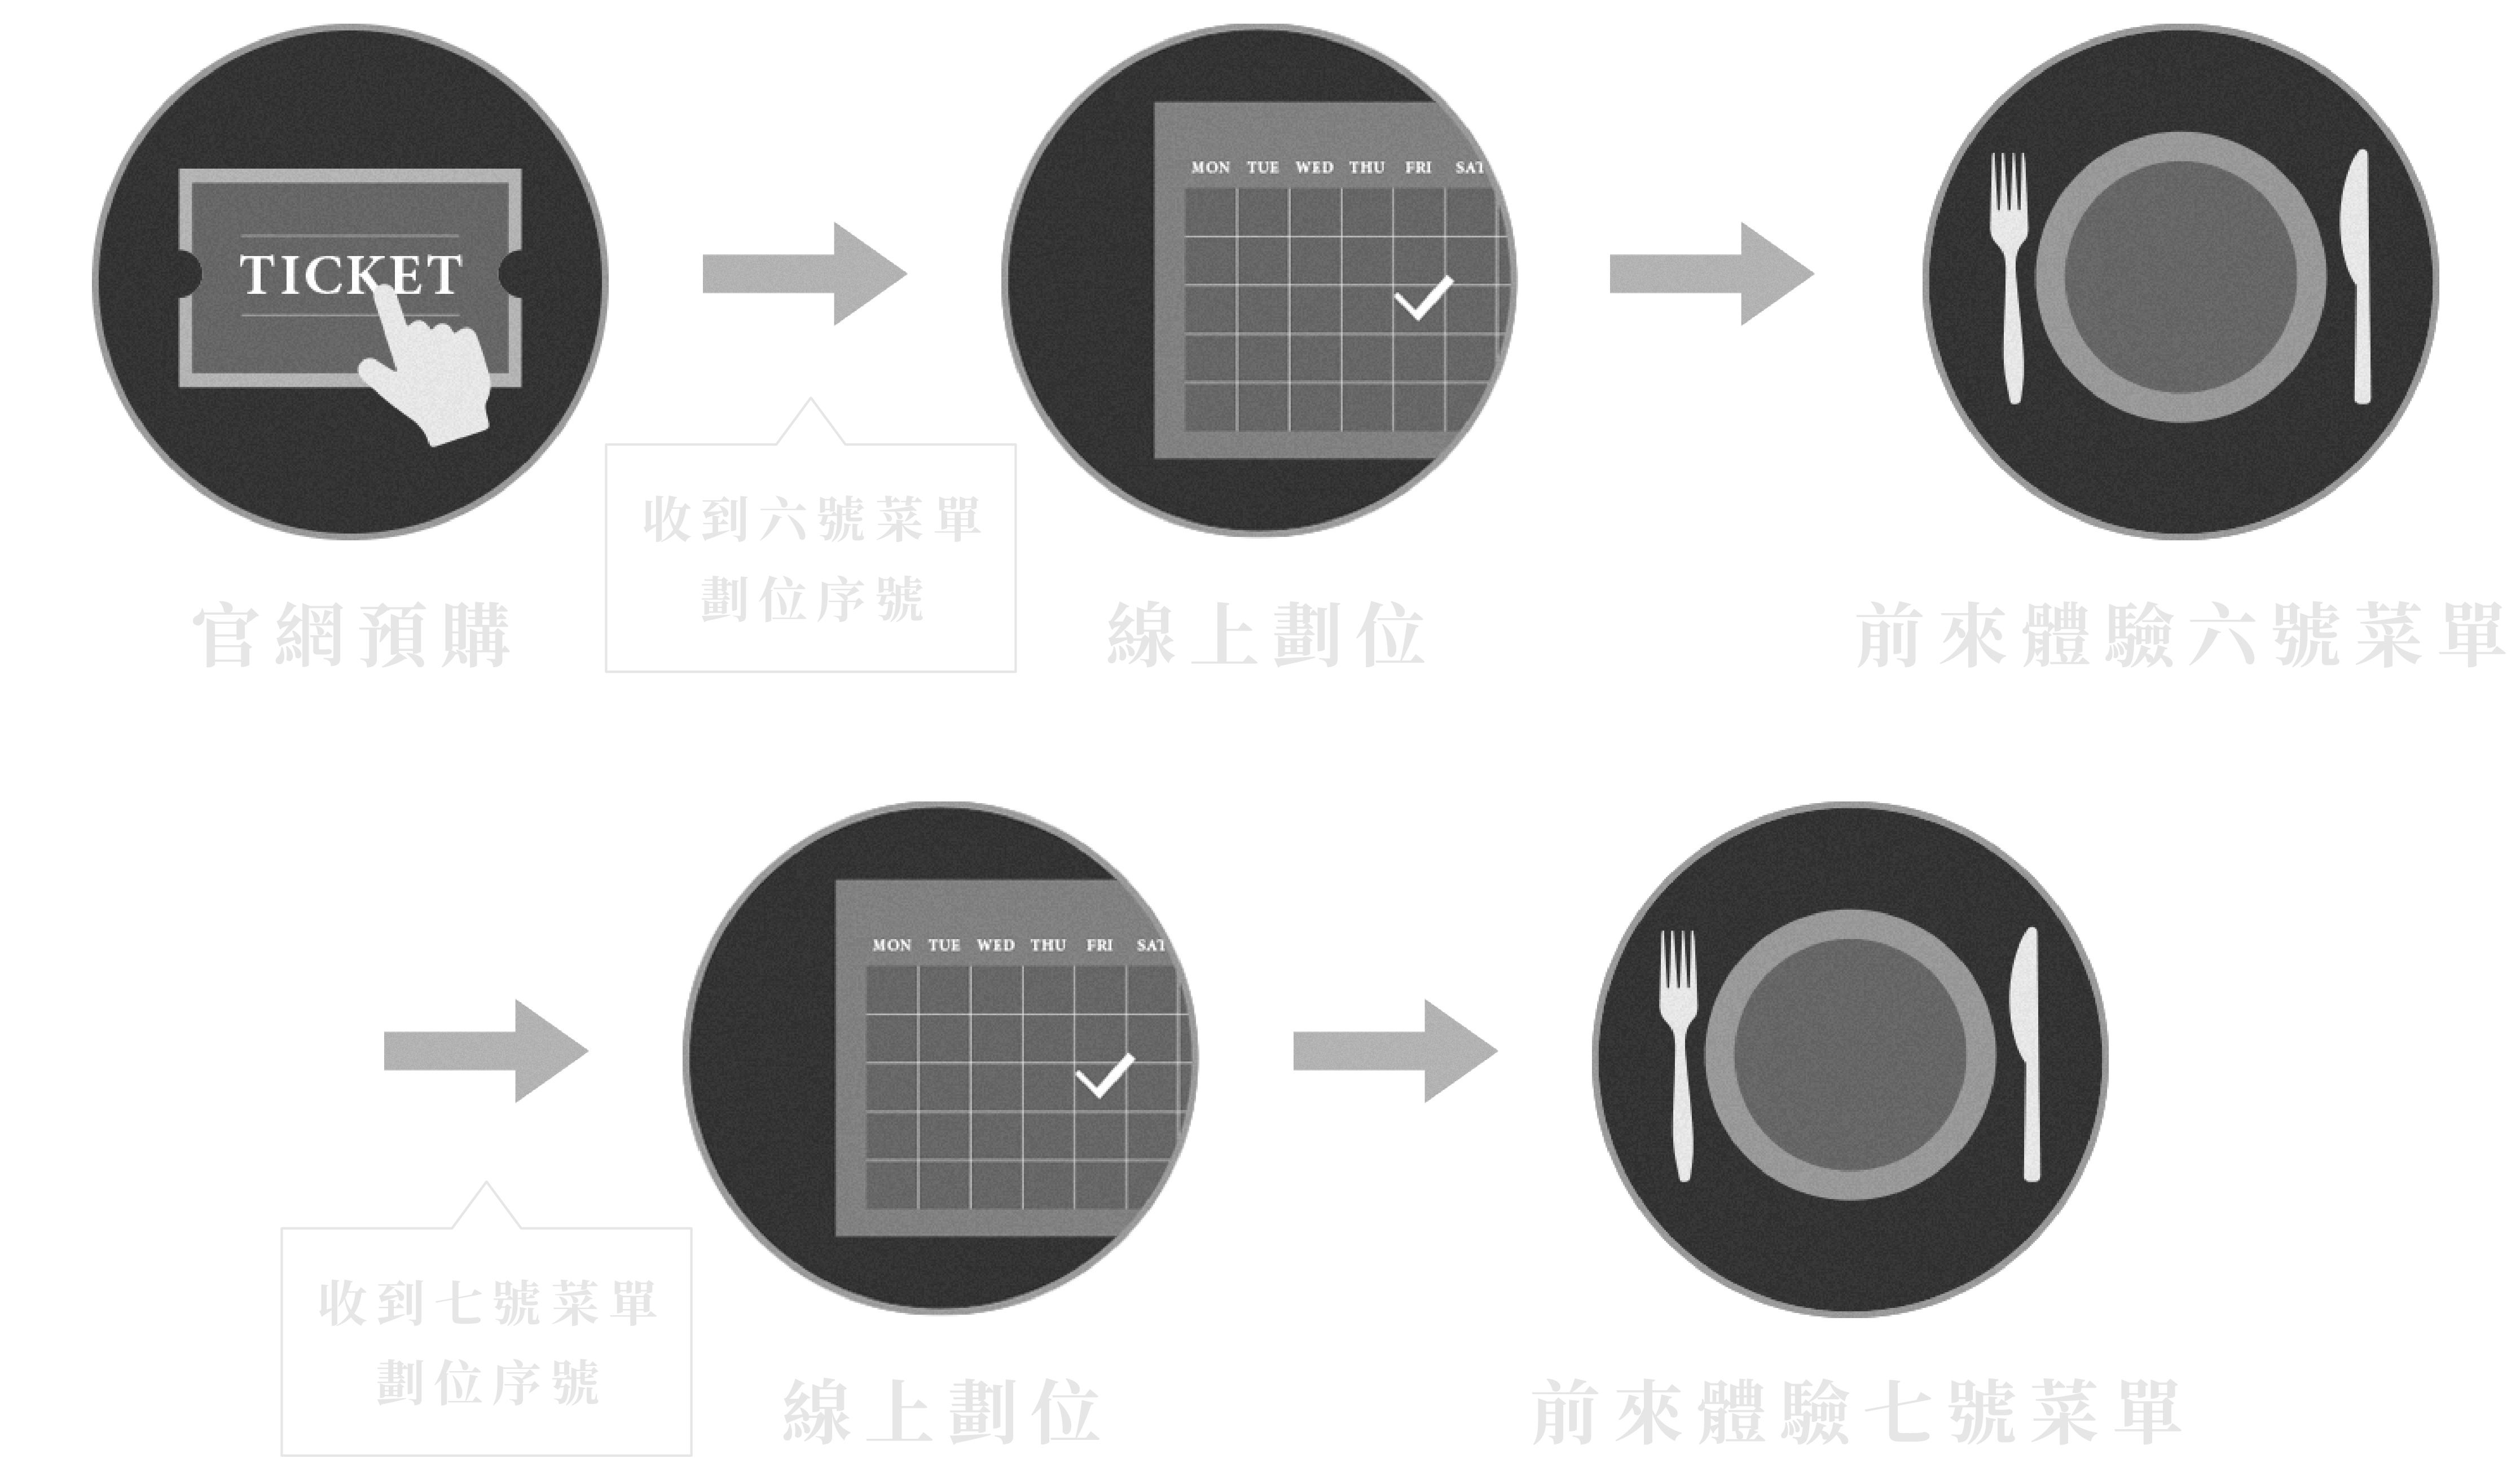 TICKET
官網預購
收到六號菜單
劃位序號
MON TUE WED THU FRI SAT
線上劃位
前來體驗六號菜單
收到七號菜單
劃位序號
MON TUE WED THU FRI SAT
線上劃位
前來體驗七號菜單